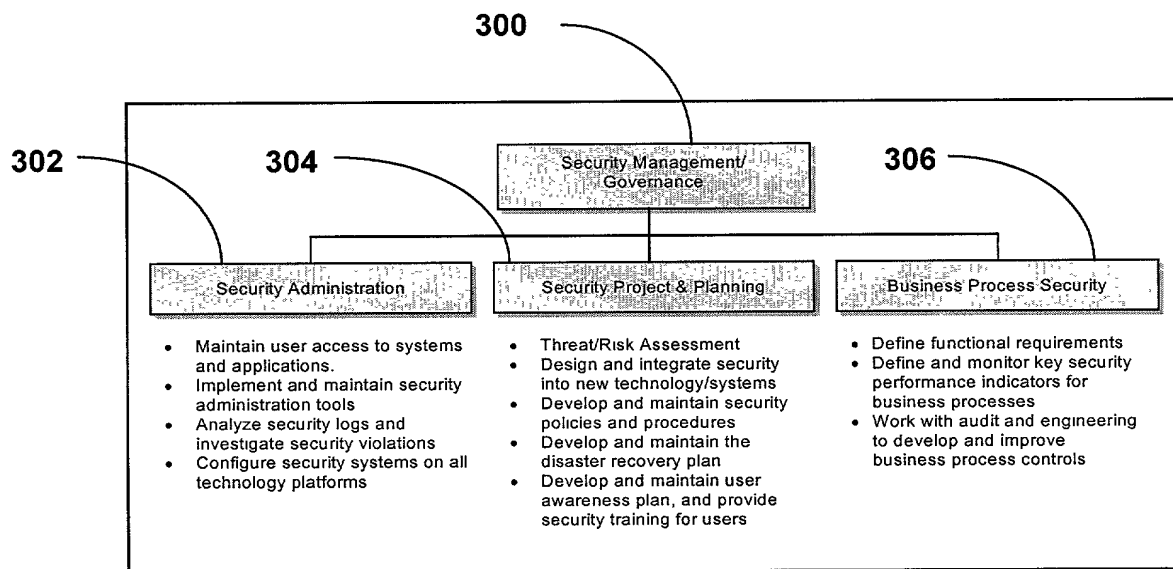 300
302
304
306
Security Management/
Governance
Security Administration
Security Project & Planning
Business Process Security
• Maintain user access to systems
and applications.
• Implement and maintain security
administration tools
• Analyze security logs and
investigate security violations
• Configure security systems on all
technology platforms
• Threat/Risk Assessment
• Design and integrate security
into new technology/systems
• Develop and maintain security
policies and procedures
• Develop and maintain the
disaster recovery plan
• Develop and maintain user
awareness plan, and provide
security training for users
• Define functional requirements
• Define and monitor key security
performance indicators for
business processes
• Work with audit and engineering
to develop and improve
business process controls